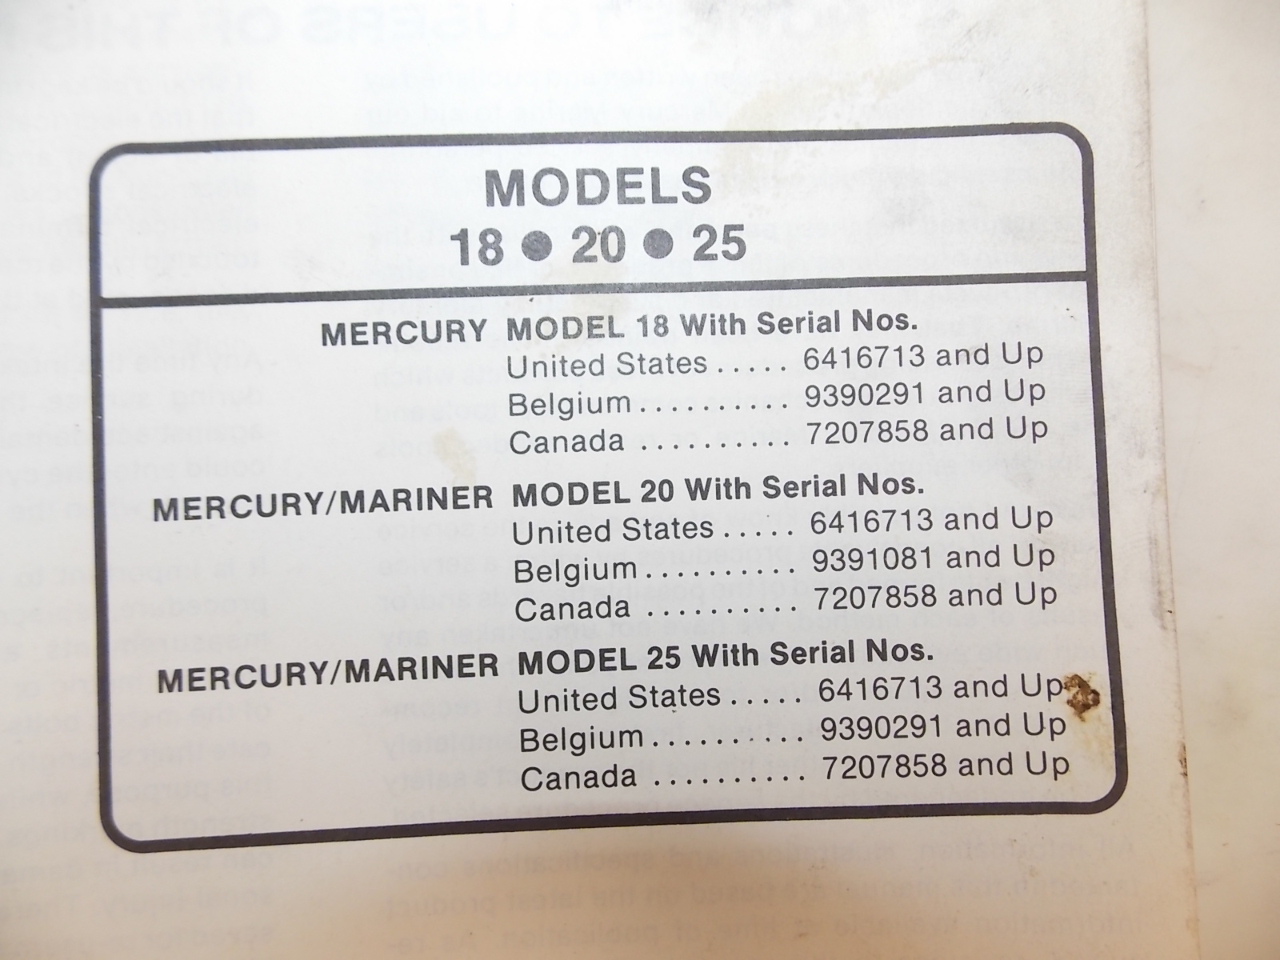 MODELS
18 ● 20 ● 25
MERCURY MODEL 18 With Serial Nos.
United States ..... 6416713 and Up
Belgium .......... 9390291 and Up
Canada .......... 7207858 and Up
MERCURY/MARINER MODEL 20 With Serial Nos.
United States ..... 6416713 and Up
Belgium .......... 9391081 and Up
Canada .......... 7207858 and Up
MERCURY/MARINER MODEL 25 With Serial Nos.
United States ..... 6416713 and Up
Belgium .......... 9390291 and Up
Canada .......... 7207858 and Up